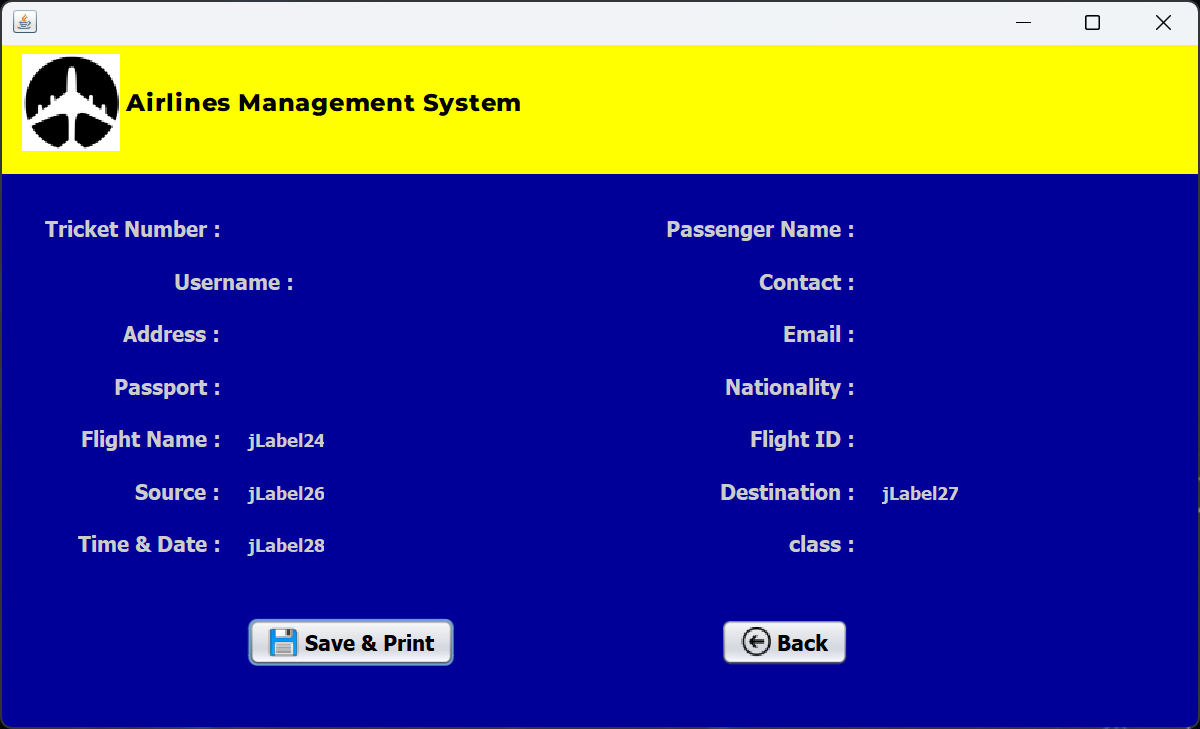 Airlines Management System
Tricket Number :
Passenger Name :
Username :
Contact :
Address :
Email :
Passport :
Nationality :
Flight Name : jLabel24
Flight ID :
Source : jLabel26
Destination : jLabel27
Time & Date : jLabel28
class :
Save & Print
Back